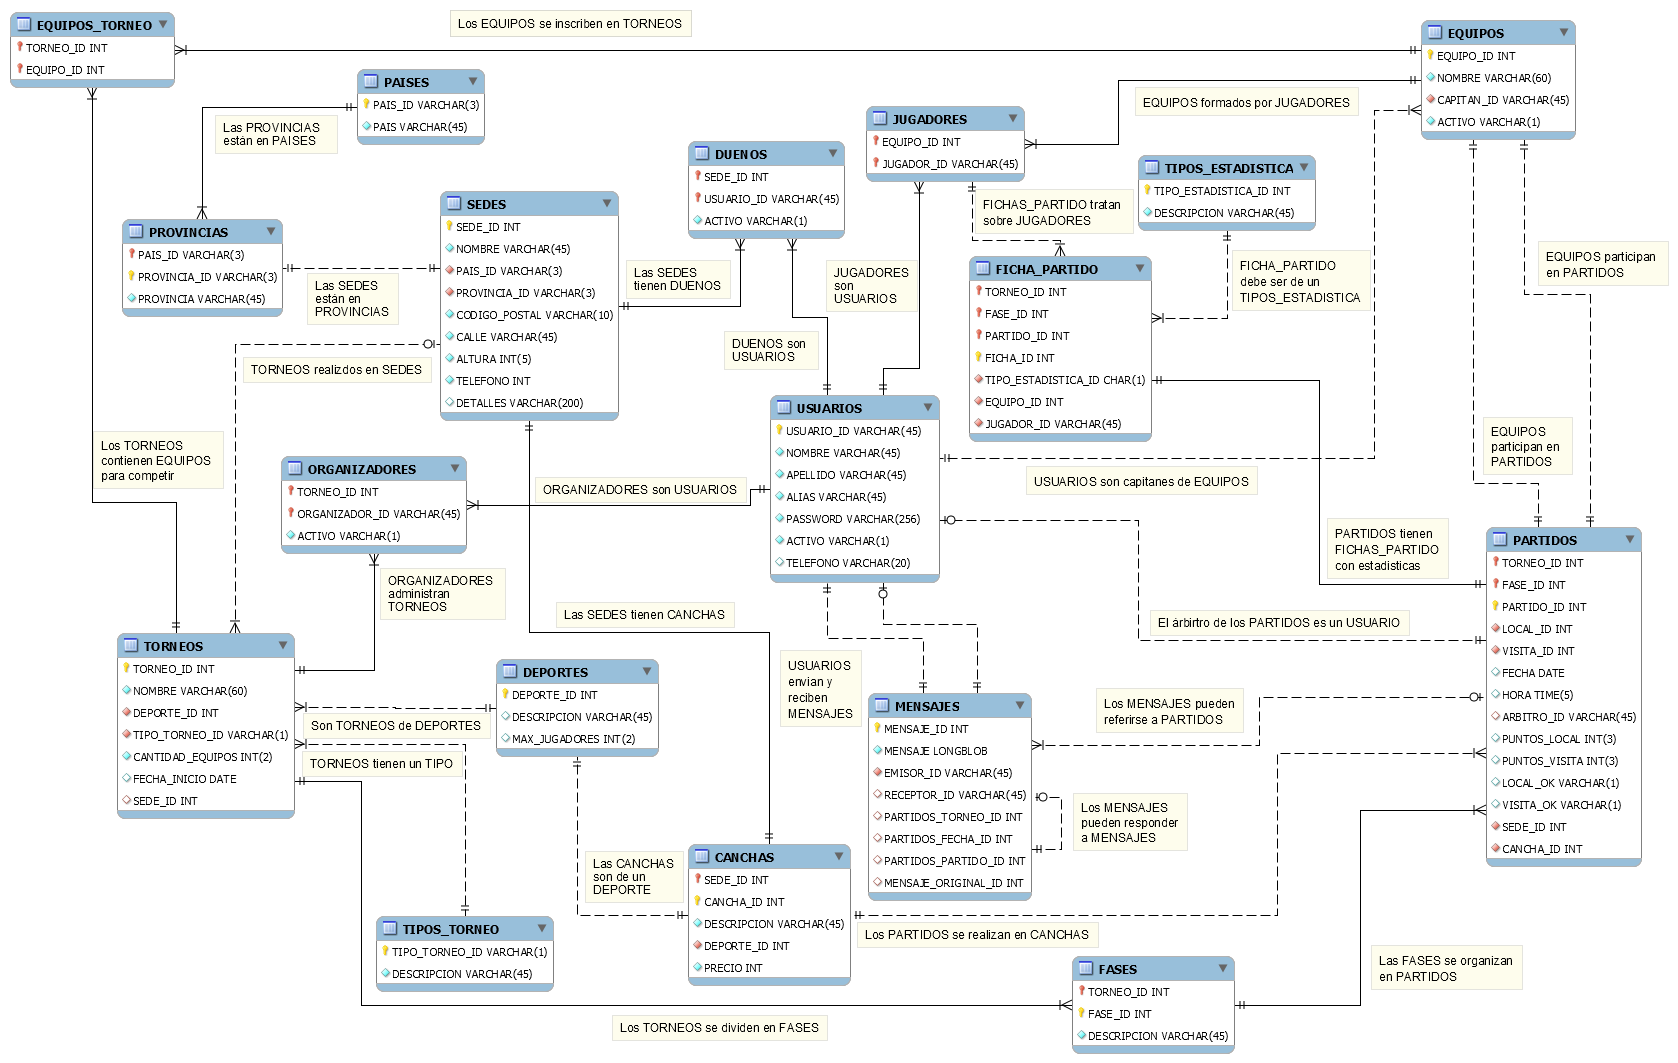 EQUIPOS_TORNEO
TORNEO_ID INT
EQUIPO_ID INT
Los EQUIPOS se inscriben en TORNEOS
EQUIPOS
EQUIPO_ID INT
NOMBRE VARCHAR(60)
CAPITAN_ID VARCHAR(45)
ACTIVO VARCHAR(1)
PAISES
PAIS_ID VARCHAR(3)
PAIS VARCHAR(45)
Las PROVINCIAS
están en PAISES
EQUIPOS formados por JUGADORES
JUGADORES
EQUIPO_ID INT
JUGADOR_ID VARCHAR(45)
DUENOS
SEDE_ID INT
USUARIO_ID VARCHAR(45)
ACTIVO VARCHAR(1)
TIPOS_ESTADISTICA
TIPO_ESTADISTICA_ID INT
DESCRIPCION VARCHAR(45)
FICHAS_PARTIDO tratan
sobre JUGADORES
SEDES
SEDE_ID INT
NOMBRE VARCHAR(45)
PAIS_ID VARCHAR(3)
PROVINCIA_ID VARCHAR(3)
CODIGO_POSTAL VARCHAR(10)
CALLE VARCHAR(45)
ALTURA INT(5)
TELEFONO INT
DETALLES VARCHAR(200)
PROVINCIAS
PAIS_ID VARCHAR(3)
PROVINCIA_ID VARCHAR(3)
PROVINCIA VARCHAR(45)
Las SEDES
están en
PROVINCIAS
Las SEDES
tienen DUENOS
JUGADORES
son
USUARIOS
FICHA_PARTIDO
TORNEO_ID INT
FASE_ID INT
PARTIDO_ID INT
FICHA_ID INT
TIPO_ESTADISTICA_ID CHAR(1)
EQUIPO_ID INT
JUGADOR_ID VARCHAR(45)
FICHA_PARTIDO
debe ser de un
TIPOS_ESTADISTICA
EQUIPOS participan
en PARTIDOS
DUENOS son
USUARIOS
TORNEOS realizdos en SEDES
USUARIOS
USUARIO_ID VARCHAR(45)
NOMBRE VARCHAR(45)
APELLIDO VARCHAR(45)
ALIAS VARCHAR(45)
PASSWORD VARCHAR(256)
ACTIVO VARCHAR(1)
TELEFONO VARCHAR(20)
EQUIPOS
participan en
PARTIDOS
Los TORNEOS
contienen EQUIPOS
para competir
ORGANIZADORES
TORNEO_ID INT
ORGANIZADOR_ID VARCHAR(45)
ACTIVO VARCHAR(1)
ORGANIZADORES son USUARIOS
USUARIOS son capitanes de EQUIPOS
PARTIDOS tienen
FICHAS_PARTIDO
con estadisticas
PARTIDOS
TORNEO_ID INT
FASE_ID INT
PARTIDO_ID INT
LOCAL_ID INT
VISITA_ID INT
FECHA DATE
HORA TIME(5)
ARBITRO_ID VARCHAR(45)
PUNTOS_LOCAL INT(3)
PUNTOS_VISITA INT(3)
LOCAL_OK VARCHAR(1)
VISITA_OK VARCHAR(1)
SEDE_ID INT
CANCHA_ID INT
ORGANIZADORES
administran
TORNEOS
Las SEDES tienen CANCHAS
El árbitro de los PARTIDOS es un USUARIO
TORNEOS
TORNEO_ID INT
NOMBRE VARCHAR(60)
DEPORTE_ID INT
TIPO_TORNEO_ID VARCHAR(1)
CANTIDAD_EQUIPOS INT(2)
FECHA_INICIO DATE
SEDE_ID INT
DEPORTES
DEPORTE_ID INT
DESCRIPCION VARCHAR(45)
MAX_JUGADORES INT(2)
USUARIOS
envian y
reciben
MENSAJES
Son TORNEOS de DEPORTES
TORNEOS tienen un TIPO
MENSAJES
MENSAJE_ID INT
MENSAJE LONGBLOB
EMISOR_ID VARCHAR(45)
RECEPTOR_ID VARCHAR(45)
PARTIDOS_TORNEO_ID INT
PARTIDOS_FECHA_ID INT
PARTIDOS_PARTIDO_ID INT
MENSAJE_ORIGINAL_ID INT
Los MENSAJES pueden
referirse a PARTIDOS
Los MENSAJES
pueden responder
a MENSAJES
Las CANCHAS
son de un
DEPORTE
CANCHAS
SEDE_ID INT
CANCHA_ID INT
DESCRIPCION VARCHAR(45)
DEPORTE_ID INT
PRECIO INT
Los PARTIDOS se realizan en CANCHAS
TIPOS_TORNEO
TIPO_TORNEO_ID VARCHAR(1)
DESCRIPCION VARCHAR(45)
Las FASES se organizan
en PARTIDOS
FASES
TORNEO_ID INT
FASE_ID INT
DESCRIPCION VARCHAR(45)
Los TORNEOS se dividen en FASES